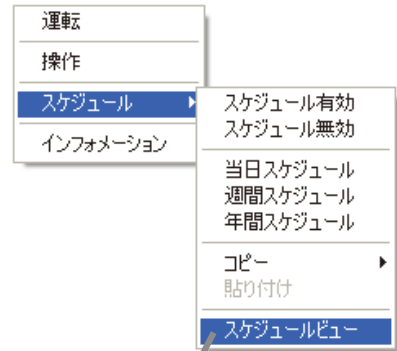 運転
操作
スケジュール
インフォメーション
スケジュール有効
スケジュール無効
当日スケジュール
週間スケジュール
年間スケジュール
コピー
貼り付け
スケジュールビュー